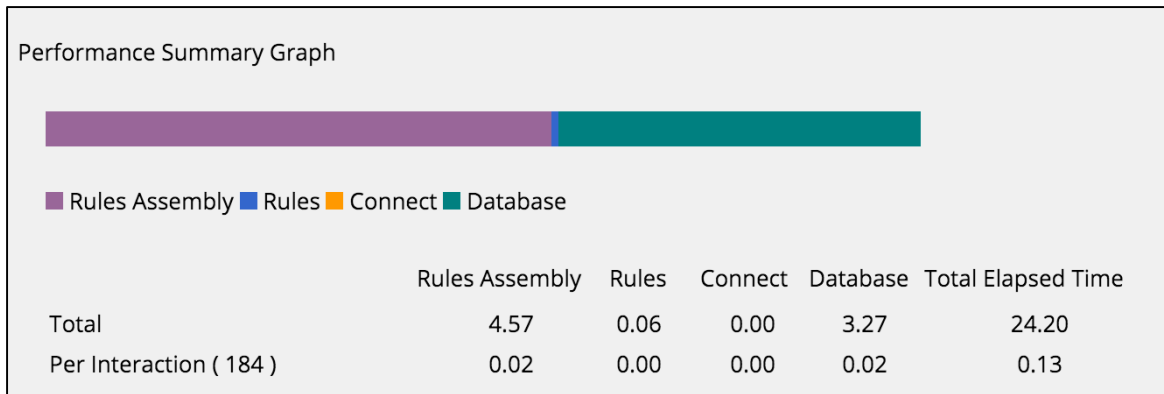 Performance Summary Graph
Rules Assembly Rules Connect Database
Rules Assembly Rules Connect Database Total Elapsed Time
Total 4.57 0.06 0.00 3.27 24.20
Per Interaction ( 184 ) 0.02 0.00 0.00 0.02 0.13